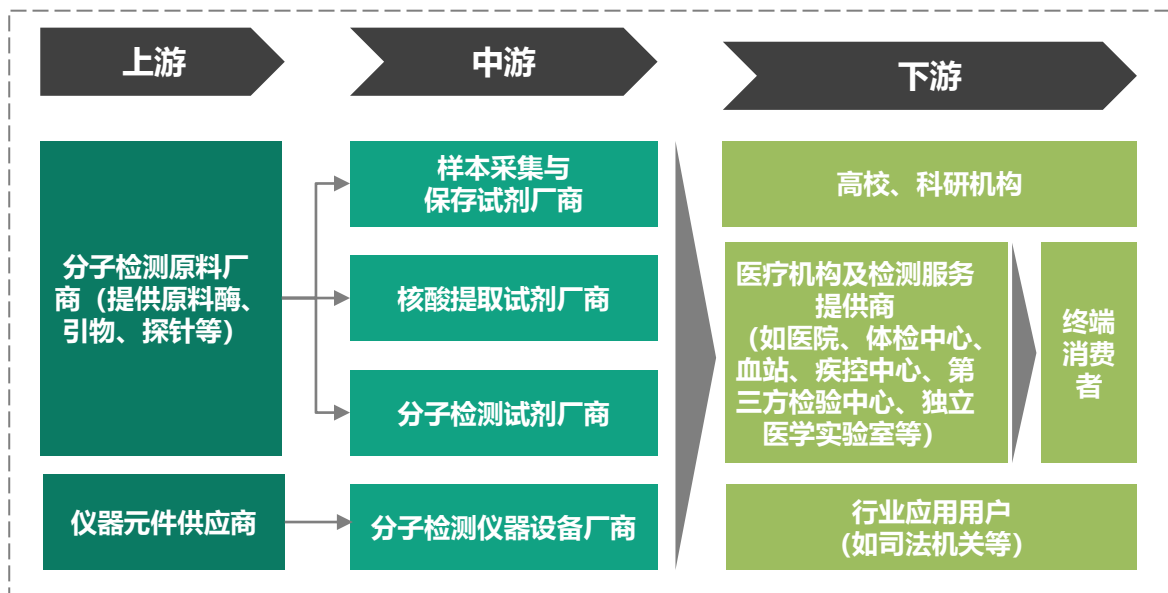 上游
中游
下游
分子检测原料厂
商（提供原料酶、
引物、探针等）
仪器元件供应商
样本采集与
保存试剂厂商
核酸提取试剂厂商
分子检测试剂厂商
分子检测仪器设备厂商
高校、科研机构
医疗机构及检测服务
提供商
（如医院、体检中心、
血站、疾控中心、第
三方检验中心、独立
医学实验室等）
终端
消费
者
行业应用用户
（如司法机关等）